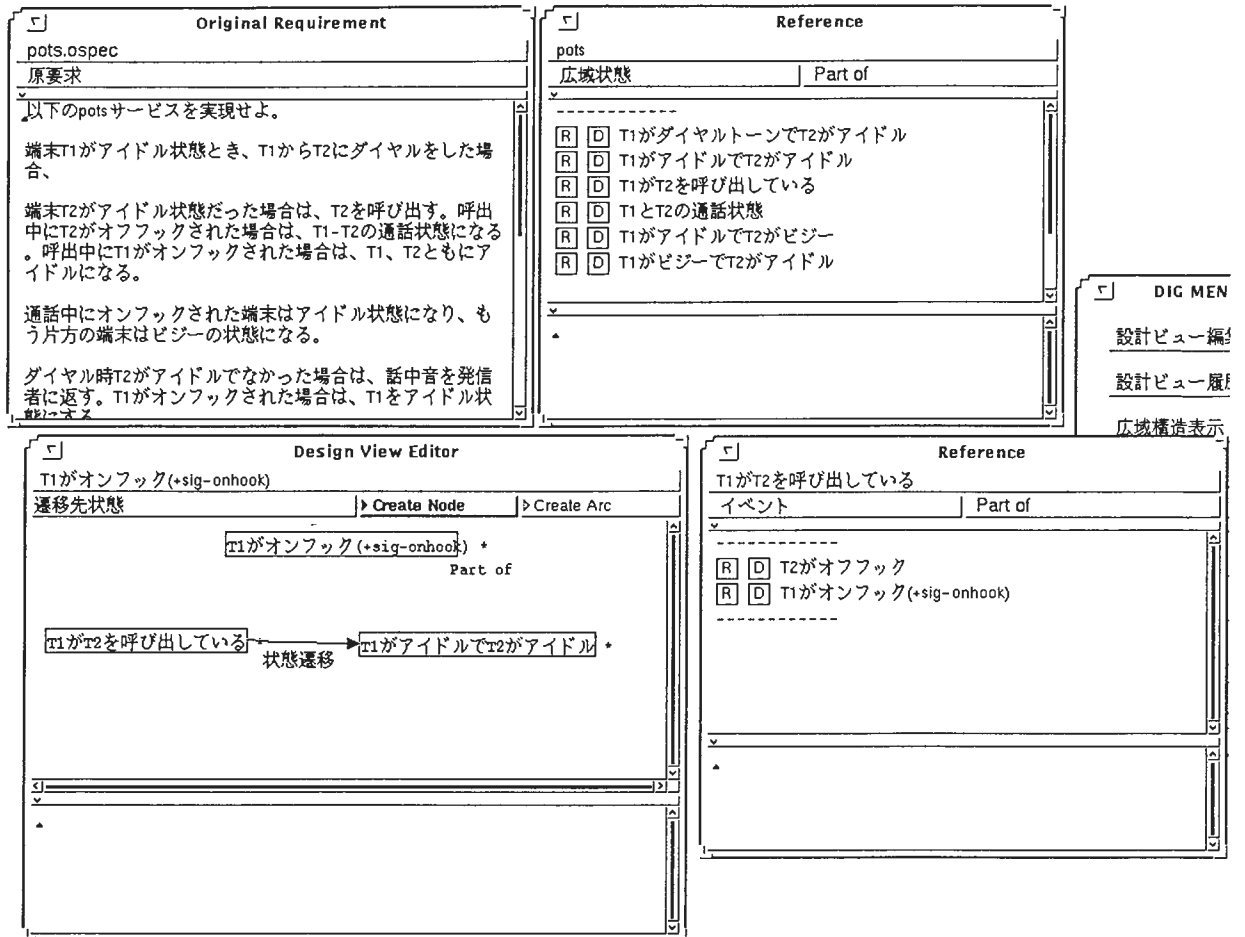 Original Requirement
pots.ospec
原要求
以下のpotsサービスを実現せよ。
端末T1がアイドル状態とき、T1からT2にダイヤルをした場
合、
端末T2がアイドル状態だった場合は、T2を呼び出す。呼出
中にT2がオフフックされた場合は、T1-T2の通話状態になる
。呼出中にT1がオンフックされた場合は、T1、T2ともにア
イドルになる。
通話中にオンフックされた端末はアイドル状態になり、も
う片方の端末はビジーの状態になる。
ダイヤル時T2がアイドルでなかった場合は、話中音を発信
者に返す。T1がオンフックされた場合は、T1をアイドル状
態にする
Reference
pots
広域状態
Part of
------------
R D T1がダイヤルトーンでT2がアイドル
R D T1がアイドルでT2がアイドル
R D T1がT2を呼び出している
R D T1とT2の通話状態
R D T1がアイドルでT2がビジー
R D T1がビジーでT2がアイドル
DIG MEN
設計ビュー編集
設計ビュー履
広域構造表示
Design View Editor
T1がオンフック(+sig-onhook)
遷移先状態
Create Node
Create Arc
T1がオンフック(+sig-onhook) *
Part of
T1がT2を呼び出している
状態遷移
T1がアイドルでT2がアイドル *
Reference
T1がT2を呼び出している
イベント
Part of
------------
R D T2がオフフック
R D T1がオンフック(+sig-onhook)
------------